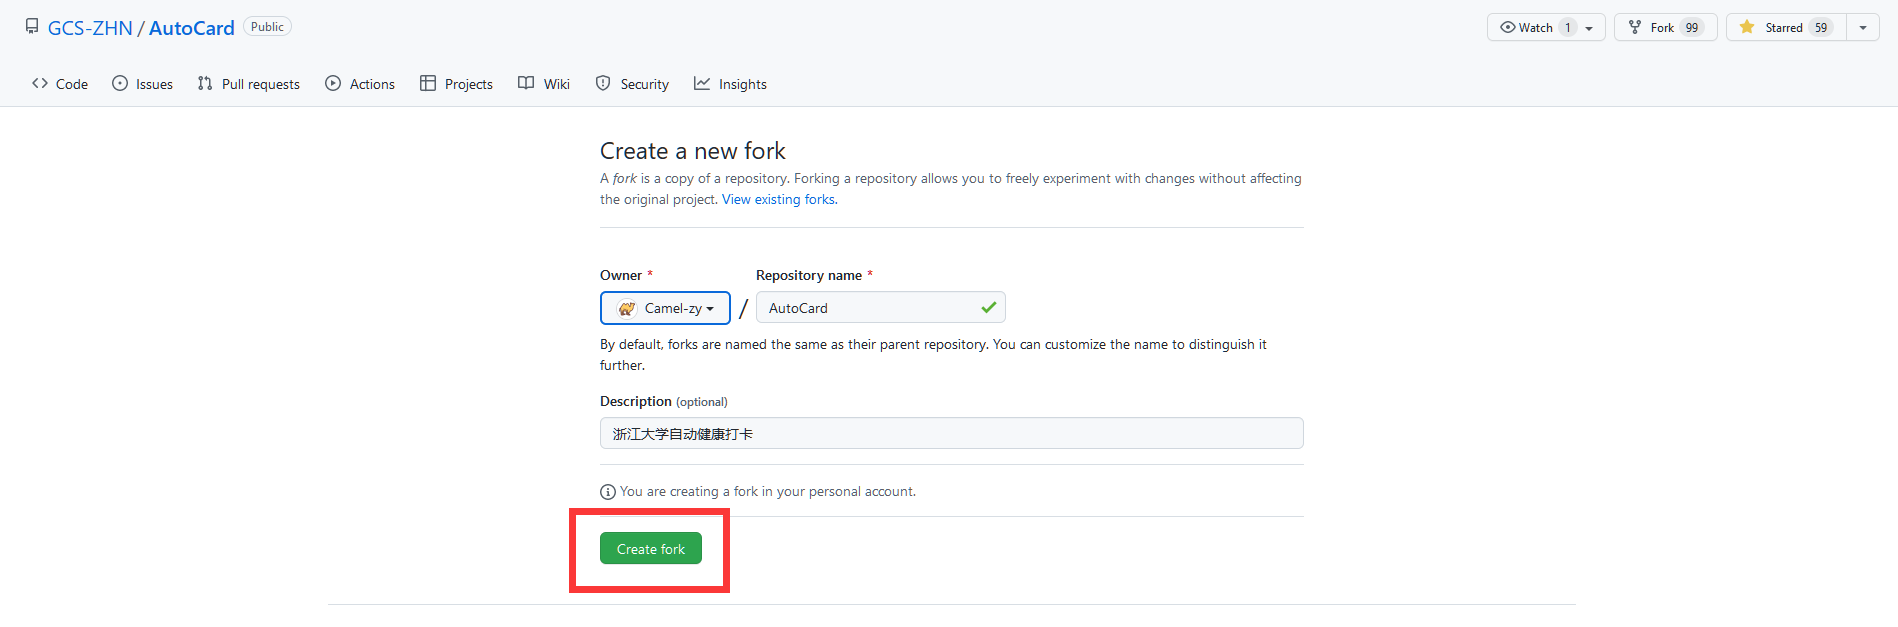 GCS-ZHN / AutoCard Public
Watch 1 Fork 99 Starred 59
Code Issues Pull requests Actions Projects Wiki Security Insights
Create a new fork
A fork is a copy of a repository. Forking a repository allows you to freely experiment with changes without affecting
the original project. View existing forks.
Owner * Repository name *
Camel-zy / AutoCard
By default, forks are named the same as their parent repository. You can customize the name to distinguish it
further.
Description (optional)
浙江大学自动健康打卡
You are creating a fork in your personal account.
Create fork